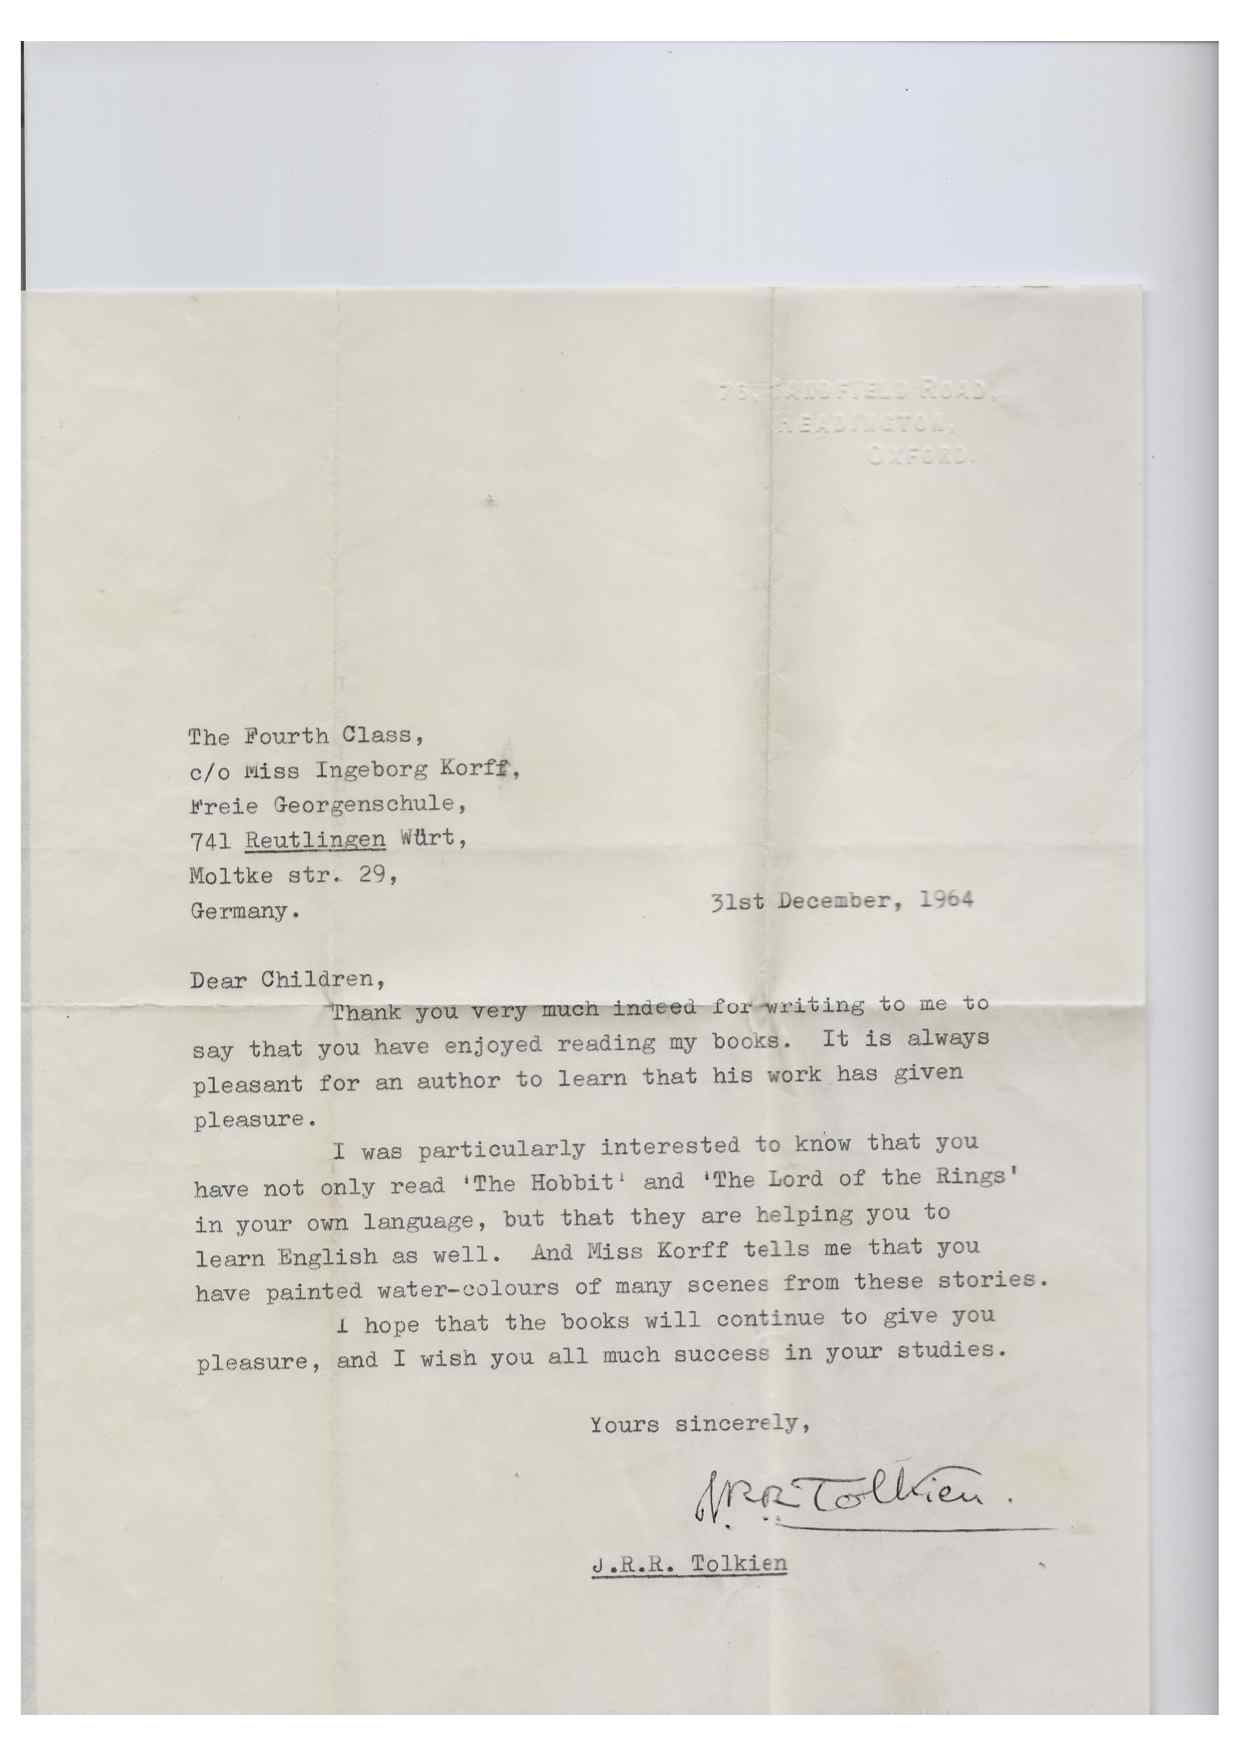 76, SANDFIELD ROAD,
HEADINGTON,
OXFORD.
The Fourth Class,
c/o Miss Ingeborg Korff,
Freie Georgenschule,
741 Reutlingen Würt,
Moltke str. 29,
Germany.
31st December, 1964
Dear Children,
Thank you very much indeed for writing to me to
say that you have enjoyed reading my books. It is always
pleasant for an author to learn that his work has given
pleasure.
I was particularly interested to know that you
have not only read 'The Hobbit' and 'The Lord of the Rings'
in your own language, but that they are helping you to
learn English as well. And Miss Korff tells me that you
have painted water-colours of many scenes from these stories.
I hope that the books will continue to give you
pleasure, and I wish you all much success in your studies.
Yours sincerely,
JRR Tolkien.
J.R.R. Tolkien